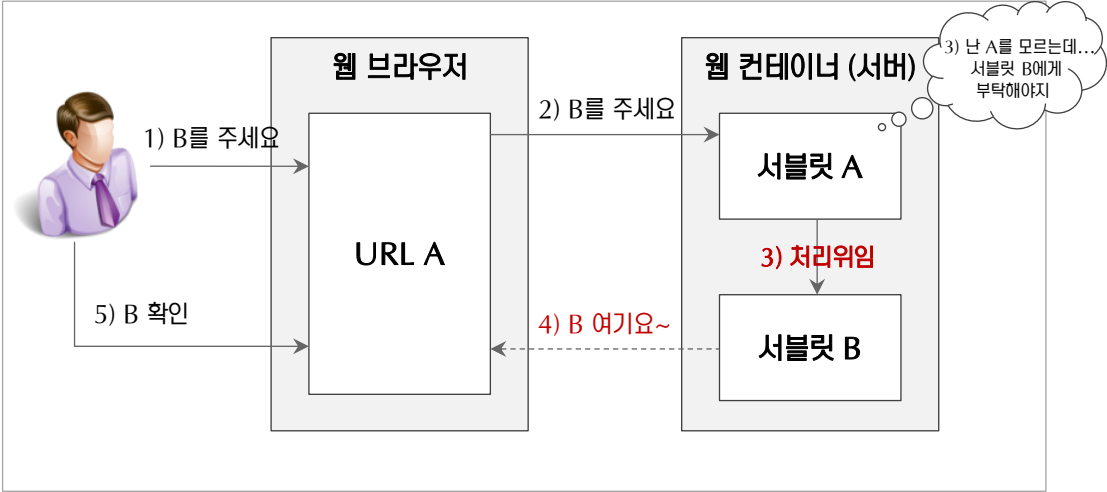 웹 브라우저
웹 컨테이너 (서버)
3) 난 A를 모르는데...
서블릿 B에게
부탁해야지
1) B를 주세요
2) B를 주세요
서블릿 A
URL A
3) 처리위임
5) B 확인
4) B 여기요~
서블릿 B